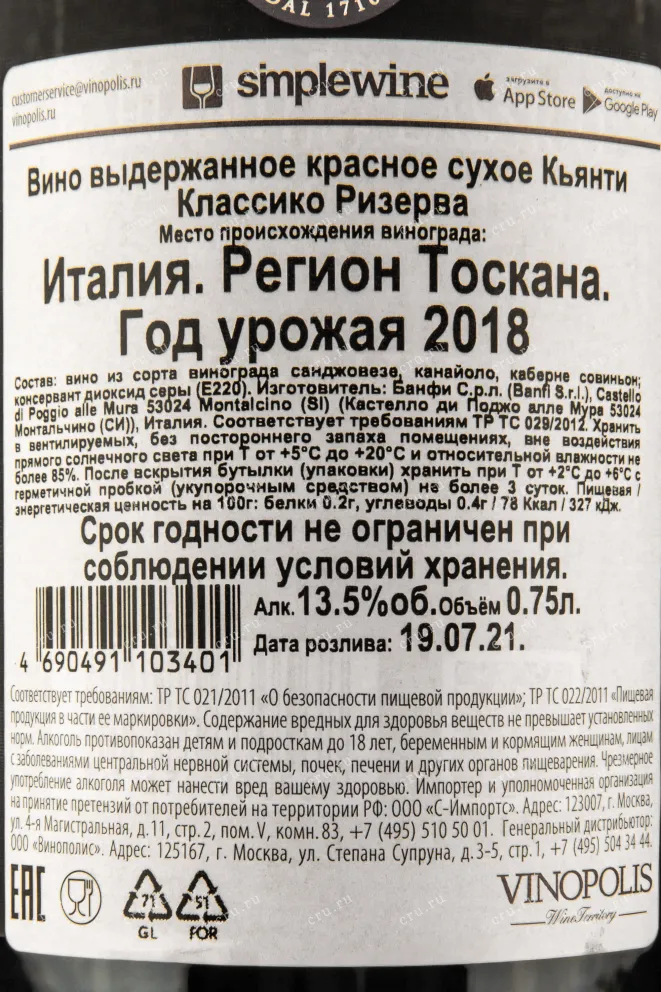 DAL 1710
customerservice@vinopolis.ru
vinopolis.ru
simplewine
загрузите в
App Store
доступно на
Google Play
Вино выдержанное красное сухое Кьянти
Классико Ризерва
Место происхождения винограда:
Италия. Регион Тоскана.
Год урожая 2018
Состав: вино из сорта винограда санджовезе, канайоло, каберне совиньон;
консервант диоксид серы (E220). Изготовитель: Банфи С.р.л. (Banfi S.r.l.), Castello
di Poggio alle Mura 53024 Montalcino (SI) (Кастелло ди Поджо алле Мура 53024
Монтальчино (СИ)), Италия. Соответствует требованиям ТР ТС 029/2012. Хранить
в вентилируемых, без постороннего запаха помещениях, вне воздействия
прямого солнечного света при T от +5°C до +20°C и относительной влажности не
более 85%. После вскрытия бутылки (упаковки) хранить при T от +2°C до +6°C с
герметичной пробкой (укупорочным средством) не более 3 суток. Пищевая /
энергетическая ценность на 100г: белки 0.2г, углеводы 0.4г / 78 Ккал / 327 кДж.
Срок годности не ограничен при
соблюдении условий хранения.
Алк. 13.5%об. Объём 0.75л.
Дата розлива: 19.07.21.
4 690491 103401
Соответствует требованиям: ТР ТС 021/2011 «О безопасности пищевой продукции»; ТР ТС 022/2011 «Пищевая
продукция в части ее маркировки». Содержание вредных для здоровья веществ не превышает установленных
норм. Алкоголь противопоказан детям и подросткам до 18 лет, беременным и кормящим женщинам, лицам
с заболеваниями центральной нервной системы, почек, печени и других органов пищеварения. Чрезмерное
употребление алкоголя может нанести вред вашему здоровью. Импортер и уполномоченная организация
на принятие претензий от потребителей на территории РФ: ООО «С-Импортс». Адрес: 123007, г. Москва,
ул. 4-я Магистральная, д.11, стр.2, пом.V, комн.83, +7 (495) 510 50 01. Генеральный дистрибьютор:
ООО «Винополис». Адрес: 125167, г. Москва, ул. Степана Супруна, д.3-5, стр.1, +7 (495) 504 34 44.
EAC
71
GL
51
FOR
VINOPOLIS
Wine Territory
cru.ru